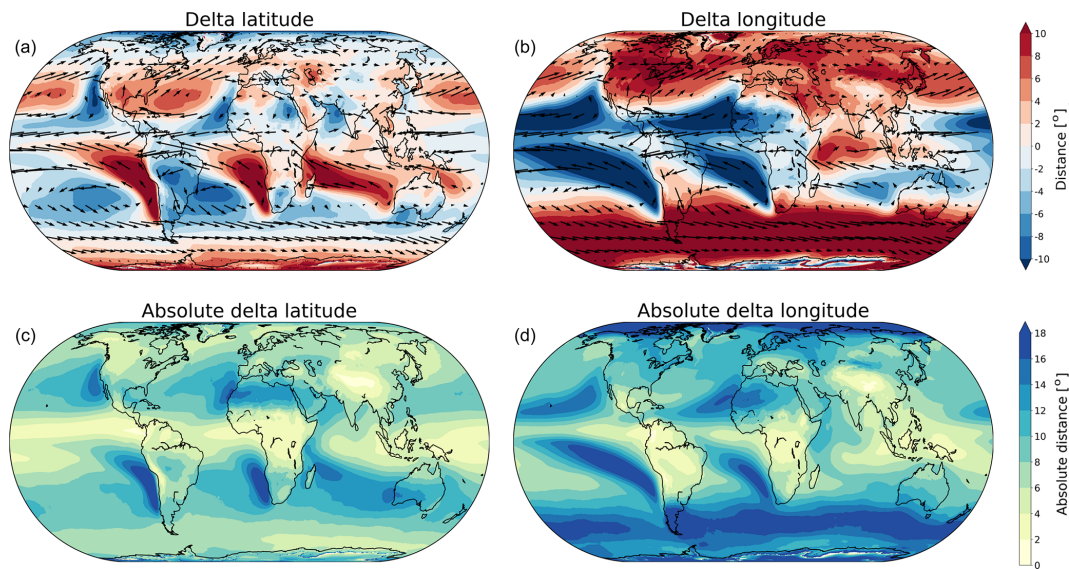 Delta latitude
Delta longitude
(a)
(b)
10
8
6
4
2
0
-2
-4
-6
-8
-10
Distance [°]
Absolute delta latitude
Absolute delta longitude
(c)
(d)
18
16
14
12
10
8
6
4
2
0
Absolute distance [°]